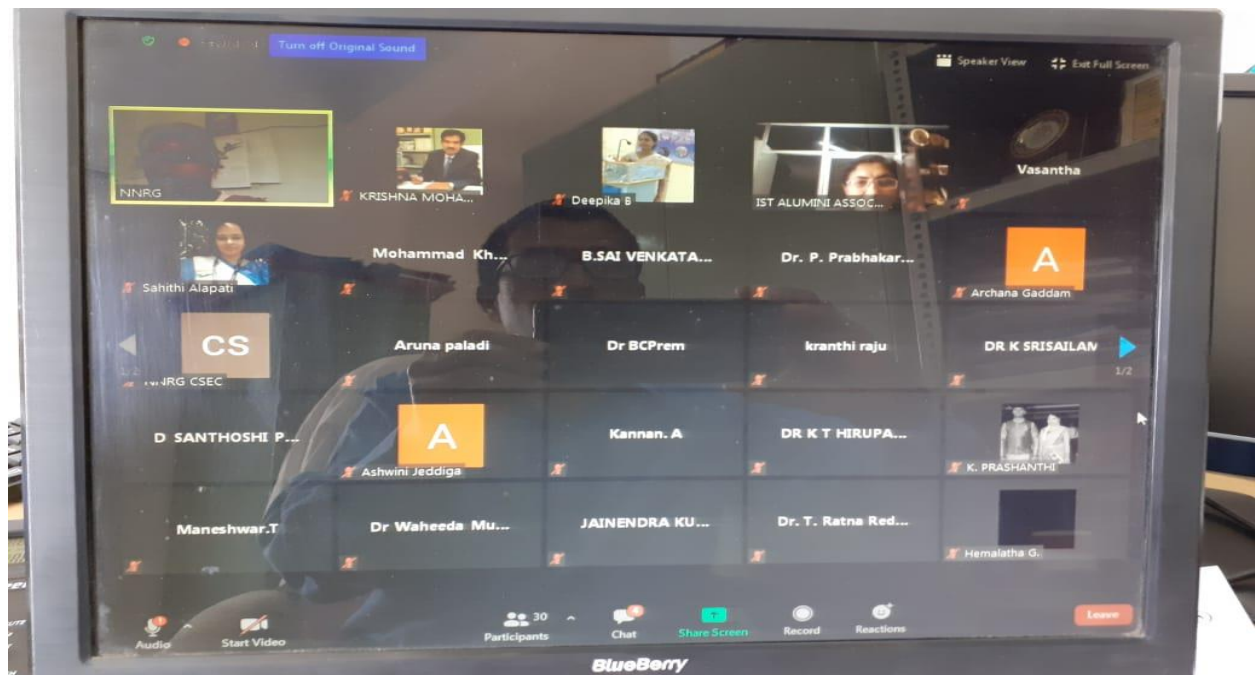 Turn off Original Sound
Speaker View
Exit Full Screen
NNRG
KRISHNA MOHA...
Deepika B
IST ALUMINI ASSOC...
Vasantha
Sahithi Alapati
Mohammad Kh...
B.SAI VENKATA...
Dr. P. Prabhakar...
A
Archana Gaddam
CS
NNRG CSEC
Aruna paladi
Dr BCPrem
kranthi raju
DR K SRISAILAM
1/2
1/2
D SANTHOSHI P...
A
Ashwini Jeddiga
Kannan. A
DR K T HIRUPA...
K. PRASHANTHI
Maneshwar.T
Dr Waheeda Mu...
JAINENDRA KU...
Dr. T. Ratna Red...
Hemalatha G.
Audio
Start Video
30
Participants
4
Chat
Share Screen
Record
Reactions
Leave
BlueBerry